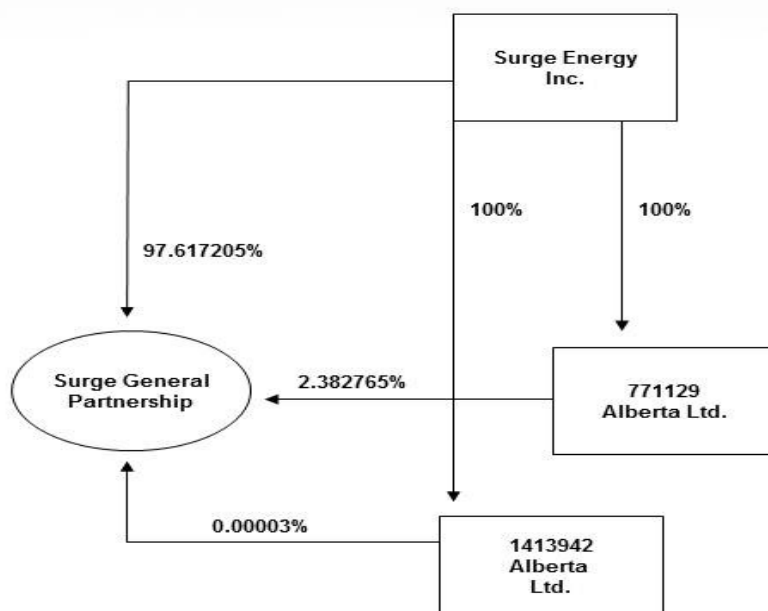 Surge Energy
Inc.
100%
100%
97.617205%
Surge General
Partnership
2.382765%
771129
Alberta Ltd.
0.00003%
1413942
Alberta
Ltd.